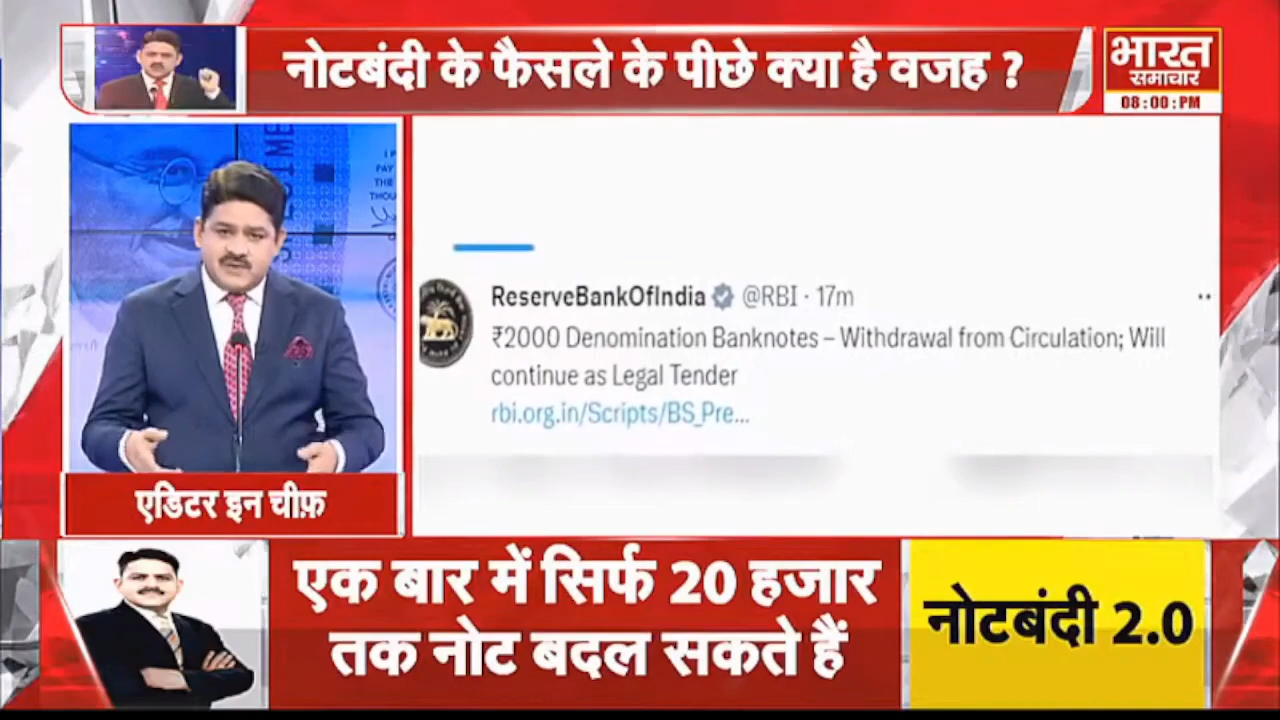 नोटबंदी के फैसले के पीछे क्या है वजह ?
भारत
समाचार
08:00:PM
ReserveBankOfIndia @RBI · 17m
₹2000 Denomination Banknotes – Withdrawal from Circulation; Will
continue as Legal Tender
rbi.org.in/Scripts/BS_Pre...
एडिटर इन चीफ़
एक बार में सिर्फ 20 हजार
तक नोट बदल सकते हैं
नोटबंदी 2.0